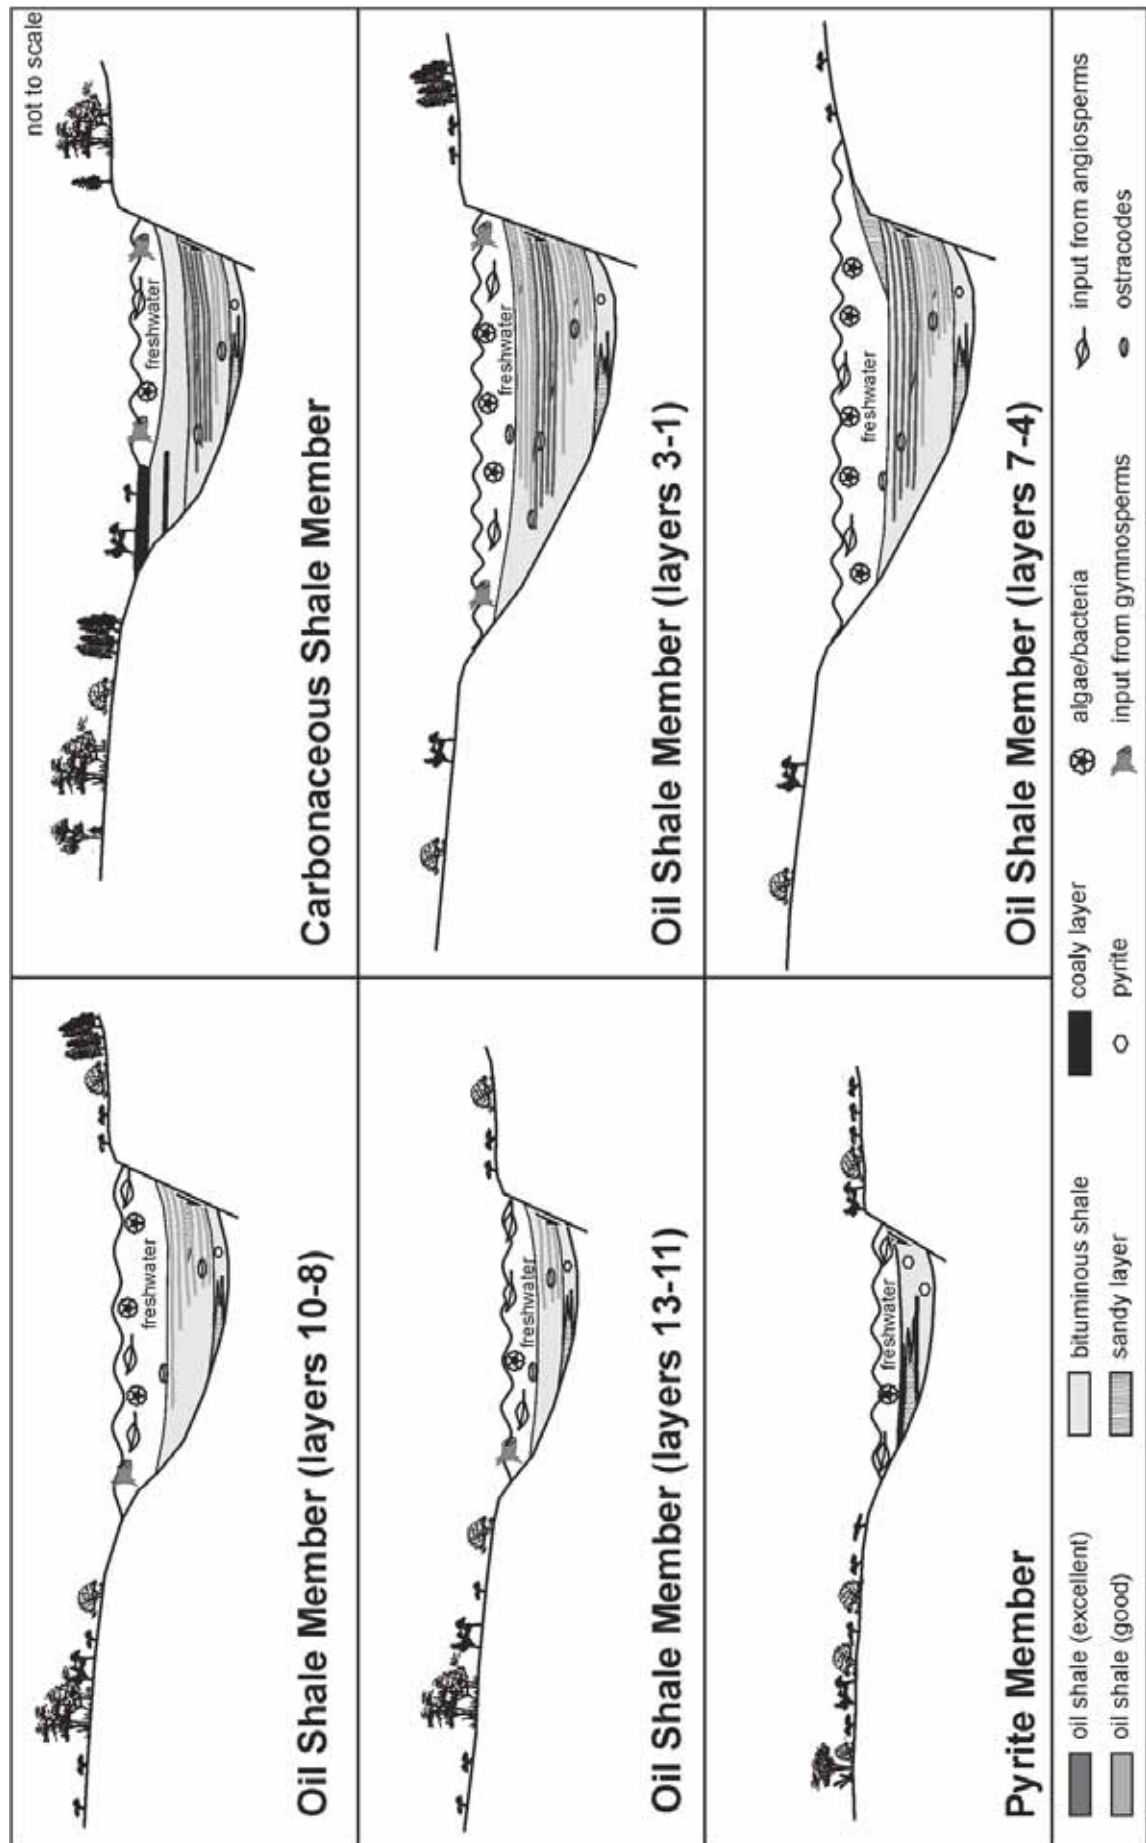 not to scale
freshwater
Oil Shale Member (layers 10-8)
freshwater
Carbonaceous Shale Member
freshwater
Oil Shale Member (layers 13-11)
freshwater
Oil Shale Member (layers 3-1)
freshwater
Pyrite Member
freshwater
Oil Shale Member (layers 7-4)
oil shale (excellent)
bituminous shale
coaly layer
algae/bacteria
input from angiosperms
oil shale (good)
sandy layer
pyrite
input from gymnosperms
ostracodes